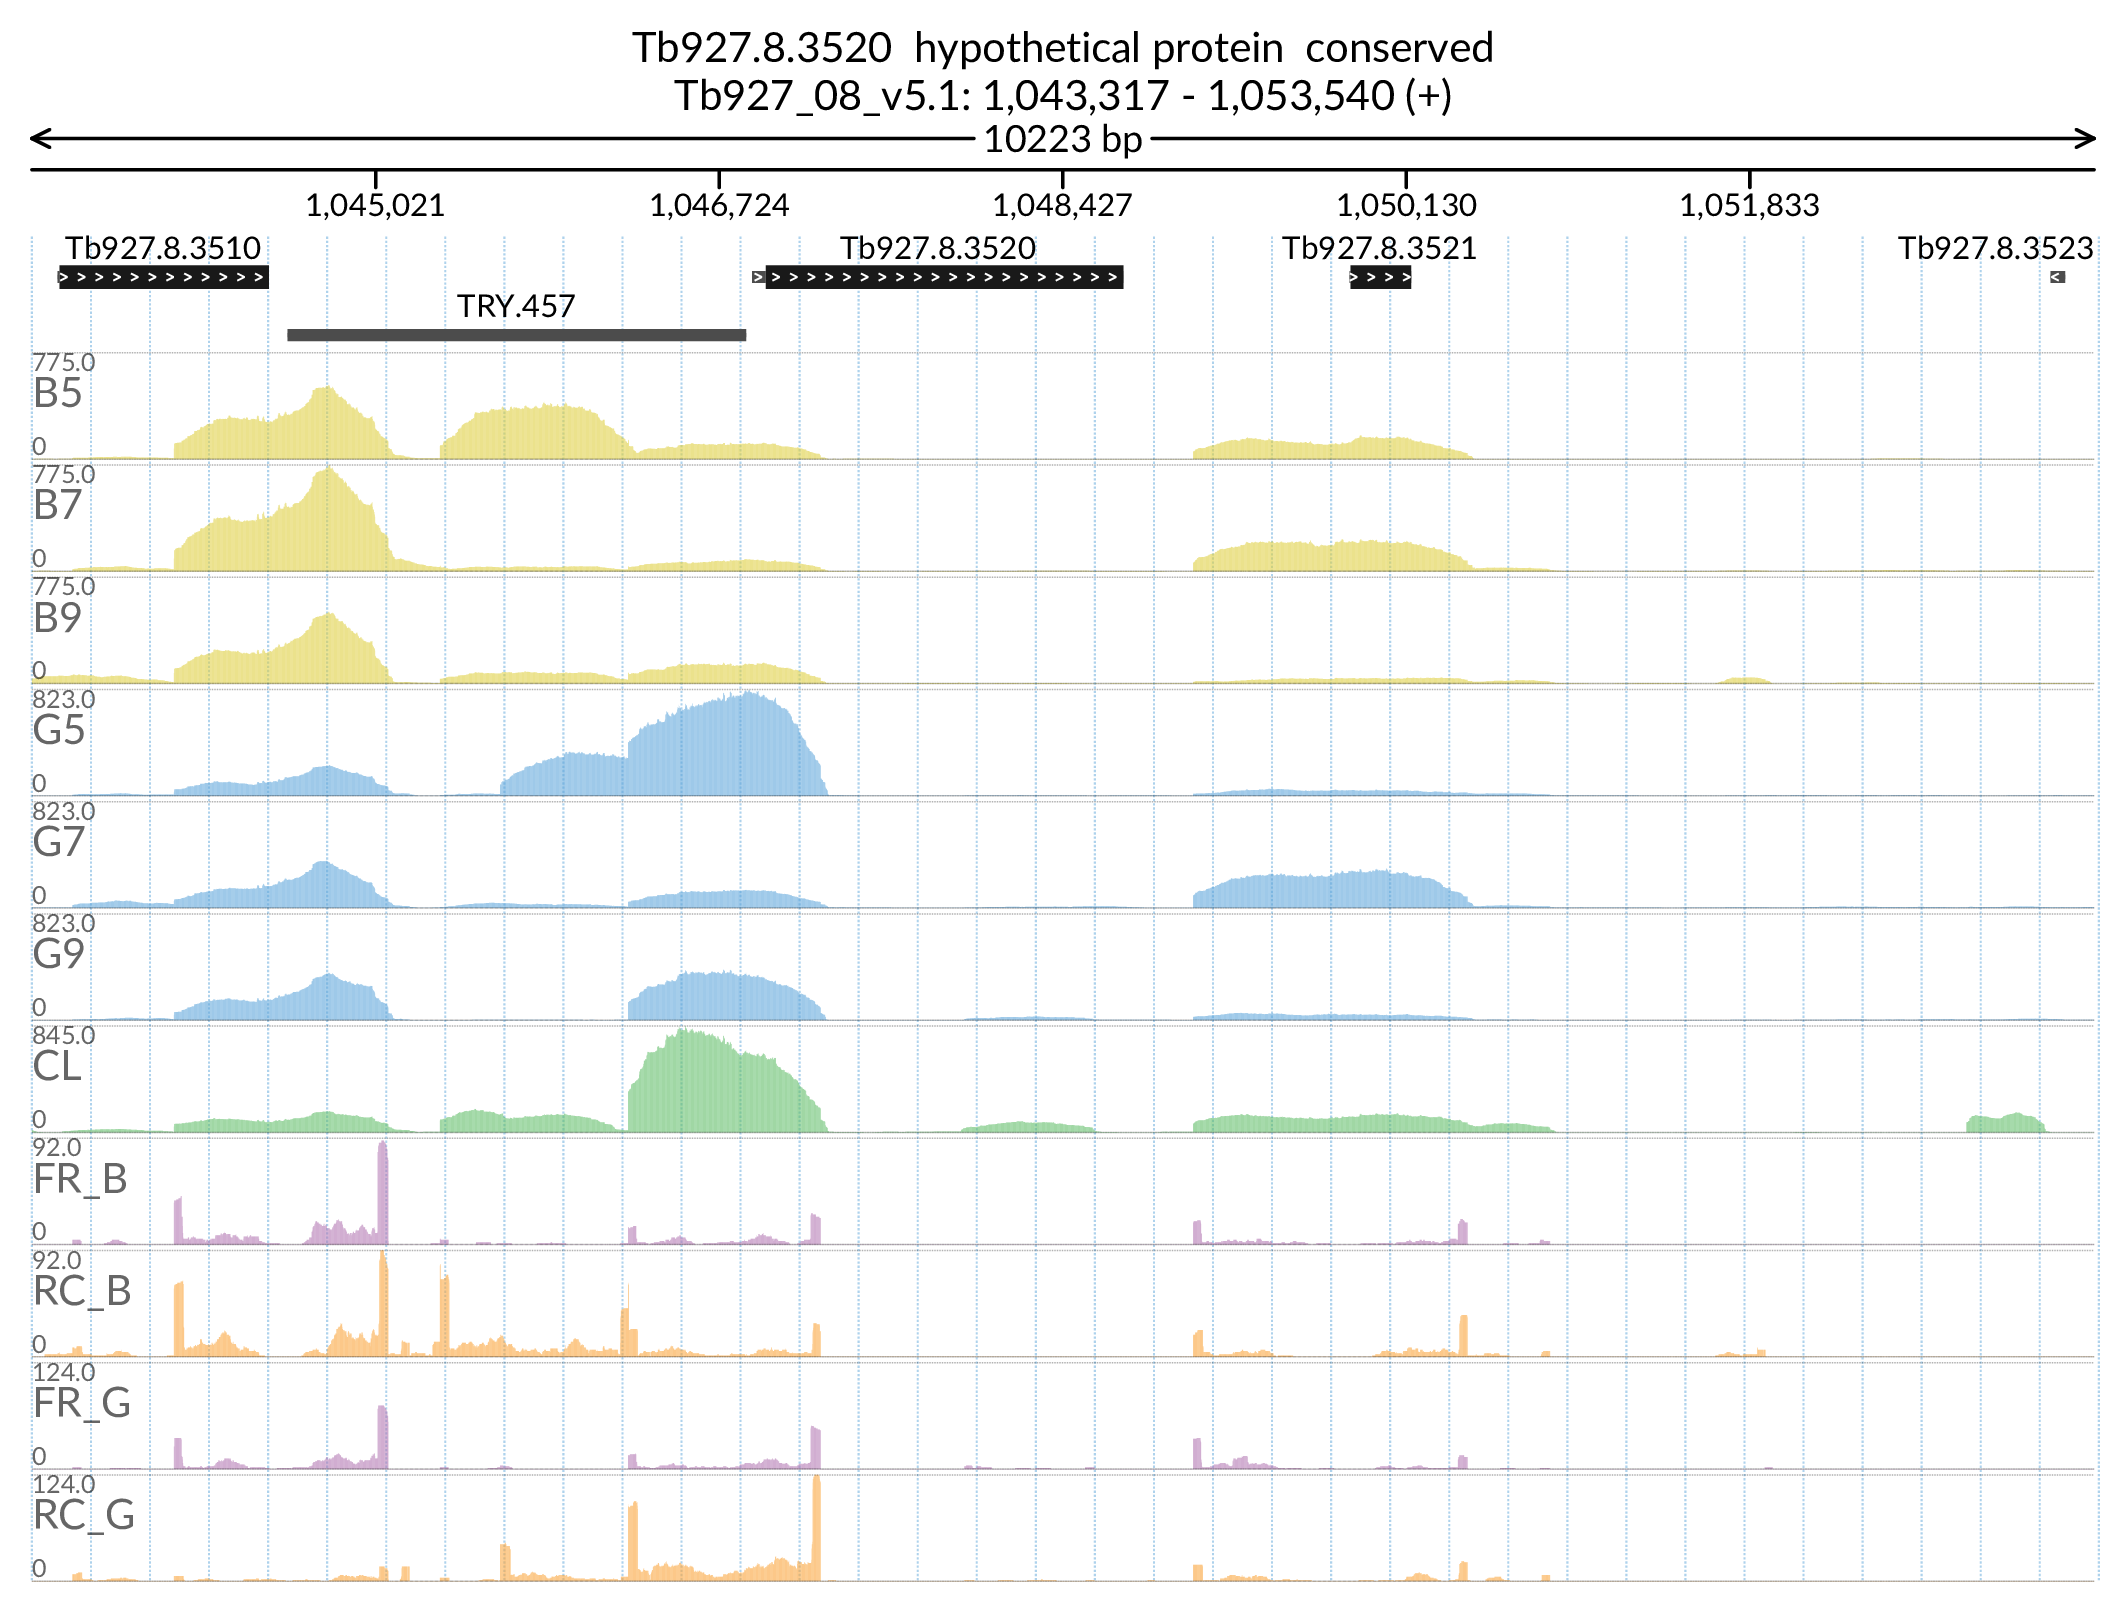 Tb927.8.3520  hypothetical protein  conserved
Tb927_08_v5.1: 1,043,317 - 1,053,540 (+)
10223 bp
1,045,021 1,046,724 1,048,427 1,050,130 1,051,833
Tb927.8.3510 Tb927.8.3520 Tb927.8.3521 Tb927.8.3523
TRY.457
775.0
B5
0
775.0
B7
0
775.0
B9
0
823.0
G5
0
823.0
G7
0
823.0
G9
0
845.0
CL
0
92.0
FR_B
0
92.0
RC_B
0
124.0
FR_G
0
124.0
RC_G
0